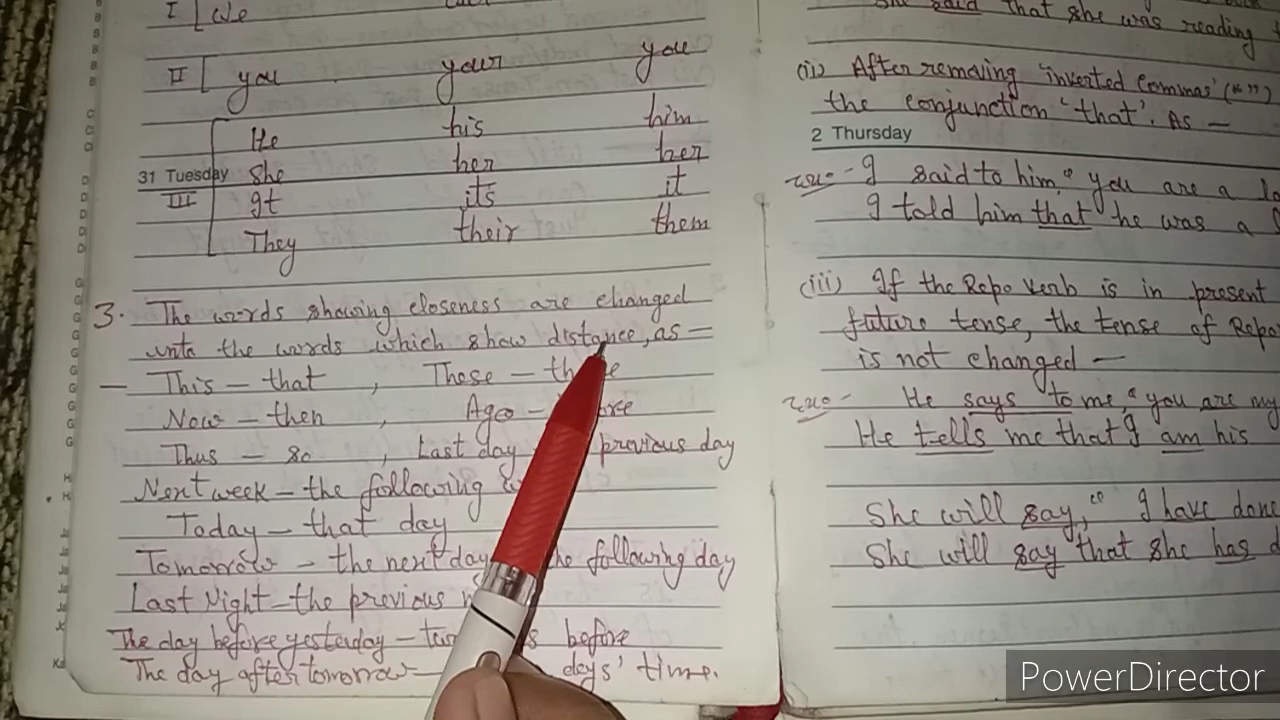 I We
II you your you
He his him
31 Tuesday She her her
III It its it
They their them
3. The words showing closeness are changed
into the words which show distance, as —
— This – that , These –
Now – then , Ago –
Thus – so , Last day previous day
Next week – the following
Today – that day
Tomorrow – the next day the following day
Last Night – the previous
The day before yesterday – before
The day after tomorrow – days' time.
She said that she was reading
(ii) After removing 'inverted Commas' (“ ”)
the conjunction 'that'. As —
2 Thursday
- I said to him, “ you are a
I told him that he was a
(iii) If the Repo verb is in present
future tense, the tense of Repo
is not changed —
He says to me, “ you are my
He tells me that I am his
She will say, “ I have done
She will say that she has
PowerDirector